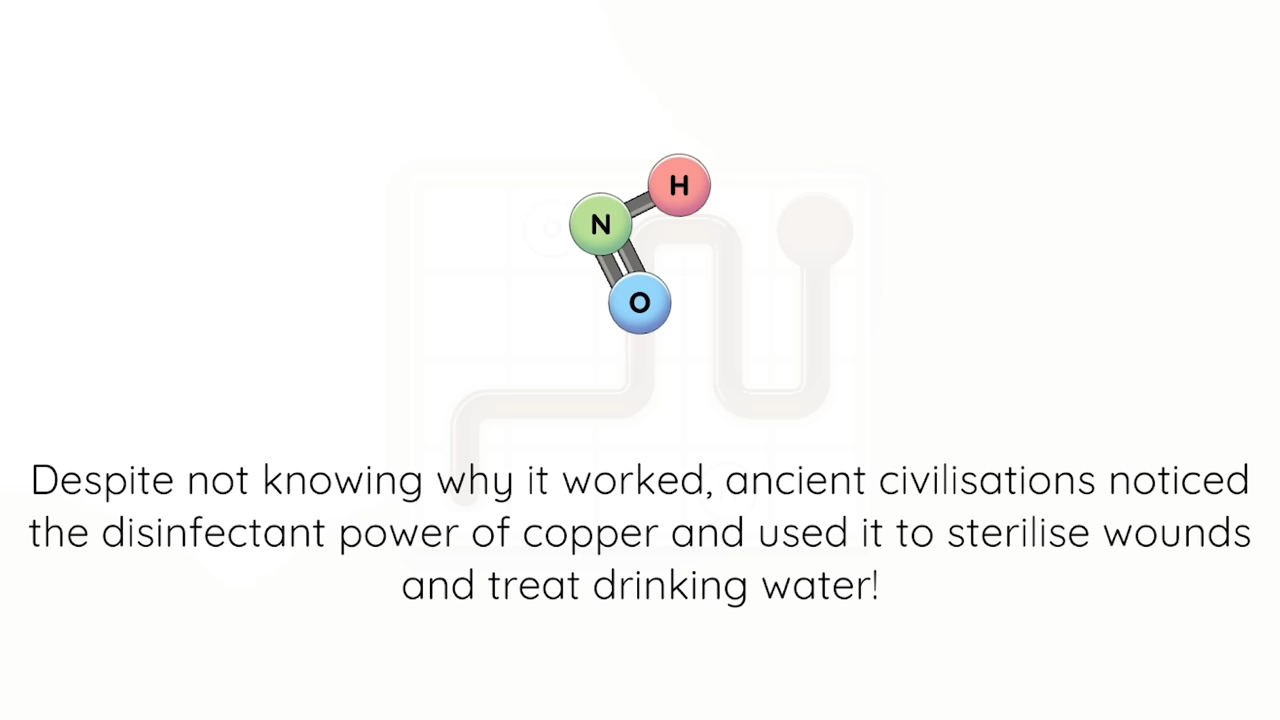 H
N
O
Despite not knowing why it worked, ancient civilisations noticed
the disinfectant power of copper and used it to sterilise wounds
and treat drinking water!